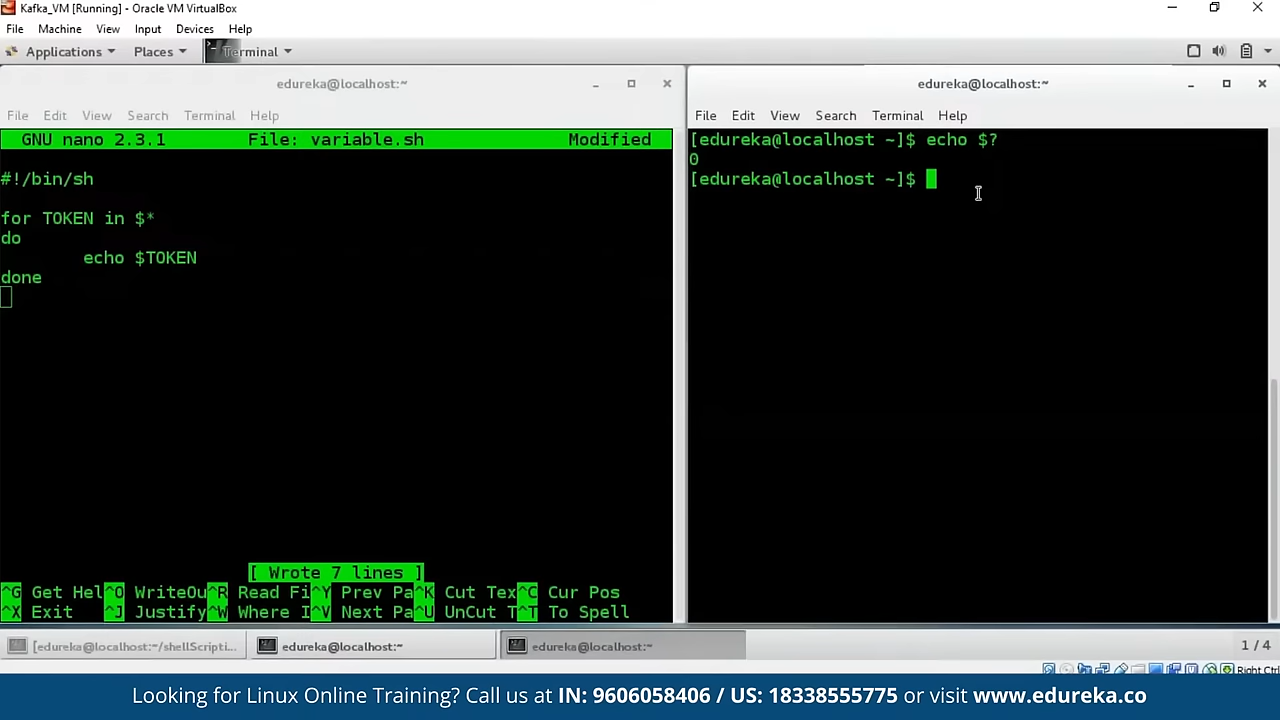 Kafka_VM [Running] - Oracle VM VirtualBox
File Machine View Input Devices Help
Applications Places Terminal
edureka@localhost:~
File Edit View Search Terminal Help
GNU nano 2.3.1 File: variable.sh Modified
#!/bin/sh
for TOKEN in $*
do
echo $TOKEN
done
[ Wrote 7 lines ]
^G Get Hel^O WriteOu^R Read Fi^Y Prev Pa^K Cut Tex^C Cur Pos
^X Exit ^J Justify^W Where I^V Next Pa^U UnCut T^T To Spell
edureka@localhost:~
File Edit View Search Terminal Help
[edureka@localhost ~]$ echo $?
0
[edureka@localhost ~]$
[edureka@localhost:~/shellScripti...
edureka@localhost:~
edureka@localhost:~
1 / 4
Right Ctrl
Looking for Linux Online Training? Call us at IN: 9606058406 / US: 18338555775 or visit www.edureka.co